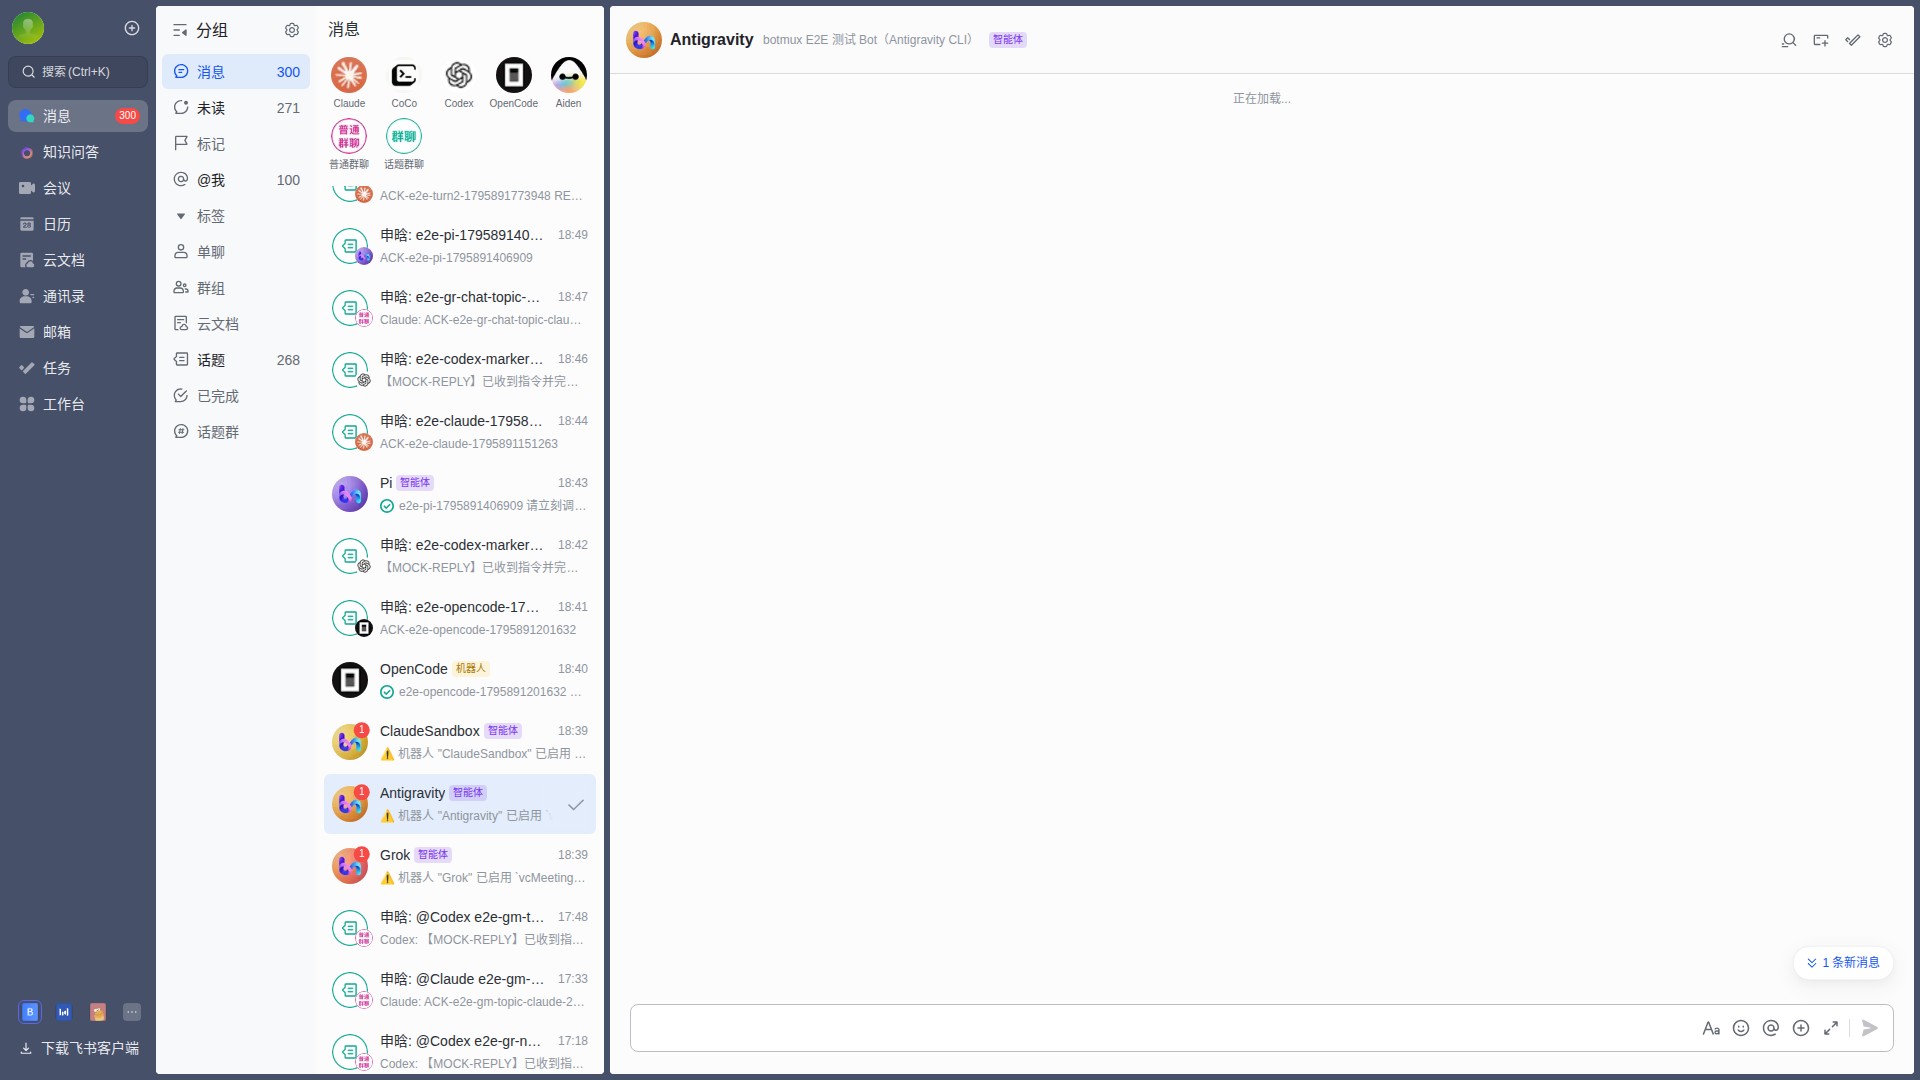 搜索 (Ctrl+K)
消息 300
知识问答
会议
日历
云文档
通讯录
邮箱
任务
工作台
下载飞书客户端
分组
消息 300
未读 271
标记
@我 100
标签
单聊
群组
云文档
话题 268
已完成
话题群
消息
Claude CoCo Codex OpenCode Aiden
普通
群聊
群聊
普通群聊 话题群聊
ACK-e2e-turn2-1795891773948 RE…
申晗: e2e-pi-179589140… 18:49
ACK-e2e-pi-1795891406909
申晗: e2e-gr-chat-topic-… 18:47
Claude: ACK-e2e-gr-chat-topic-clau…
申晗: e2e-codex-marker… 18:46
【MOCK-REPLY】已收到指令并完…
申晗: e2e-claude-17958… 18:44
ACK-e2e-claude-1795891151263
Pi 智能体 18:43
e2e-pi-1795891406909 请立刻调…
申晗: e2e-codex-marker… 18:42
【MOCK-REPLY】已收到指令并完…
申晗: e2e-opencode-17… 18:41
ACK-e2e-opencode-1795891201632
OpenCode 机器人 18:40
e2e-opencode-1795891201632 …
1
ClaudeSandbox 智能体 18:39
机器人 "ClaudeSandbox" 已启用 …
1
Antigravity 智能体
机器人 "Antigravity" 已启用 `
1
Grok 智能体 18:39
机器人 "Grok" 已启用 `vcMeeting…
申晗: @Codex e2e-gm-t… 17:48
Codex: 【MOCK-REPLY】已收到指…
申晗: @Claude e2e-gm-… 17:33
Claude: ACK-e2e-gm-topic-claude-2…
申晗: @Codex e2e-gr-n… 17:18
Codex: 【MOCK-REPLY】已收到指…
Antigravity botmux E2E 测试 Bot（Antigravity CLI） 智能体
正在加载...
1 条新消息
Aa